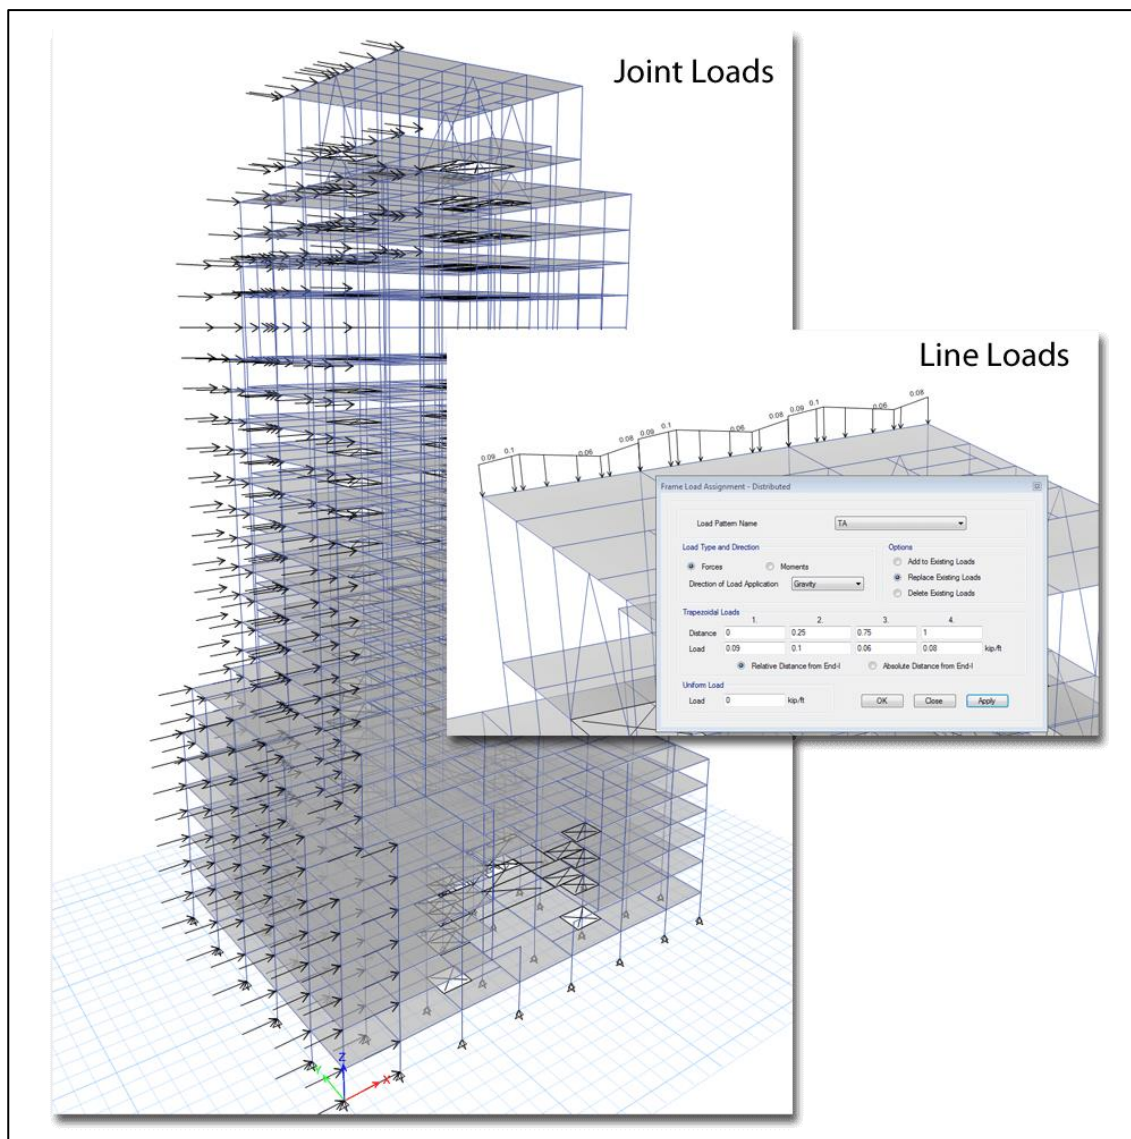 Joint Loads
Line Loads
0.09 0.1 0.06 0.08 0.09 0.1 0.06 0.08 0.09 0.1 0.06 0.08
Frame Load Assignment - Distributed
Load Pattern Name TA
Load Type and Direction Options
Forces Moments Add to Existing Loads
Replace Existing Loads
Direction of Load Application Gravity
Delete Existing Loads
Trapezoidal Loads
1. 2. 3. 4.
Distance 0 0.25 0.75 1
Load 0.09 0.1 0.06 0.08 kip/ft
Relative Distance from End-I Absolute Distance from End-I
Uniform Load
Load 0 kip/ft OK Close Apply
Z
Y X